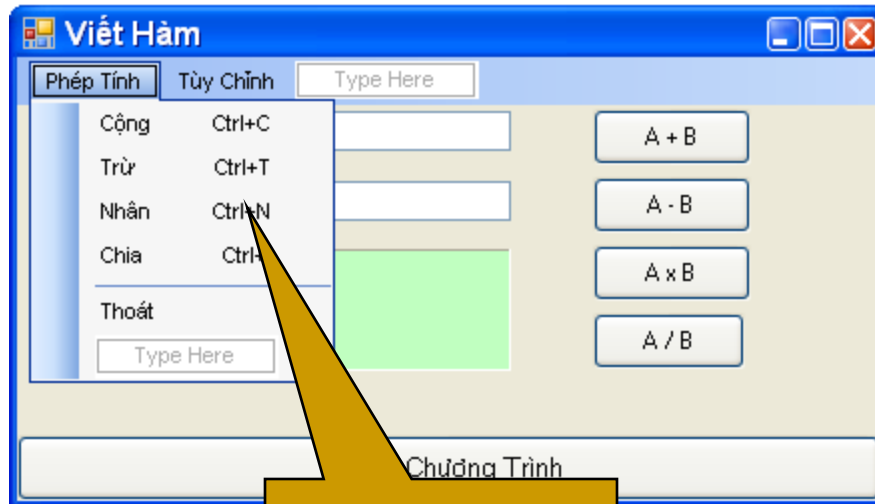 Viết Hàm
Phép Tính Tùy Chỉnh Type Here
Cộng Ctrl+C
Trừ Ctrl+T
Nhân Ctrl+N
Chia
Thoát
Type Here
A + B
A - B
A x B
A / B
Chương Trình